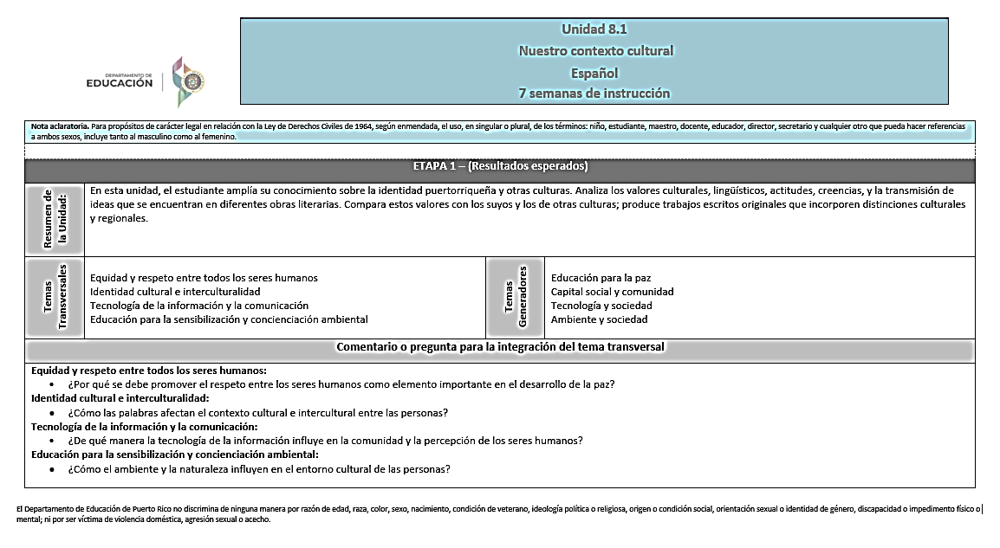 Unidad 8.1
Nuestro contexto cultural
Español
7 semanas de instrucción
DEPARTAMENTO DE
EDUCACIÓN
Nota aclaratoria. Para propósitos de carácter legal en relación con la Ley de Derechos Civiles de 1964, según enmendada, el uso, en singular o plural, de los términos: niño, estudiante, maestro, docente, educador, director, secretario y cualquier otro que pueda hacer referencias
a ambos sexos, incluye tanto al masculino como al femenino.
ETAPA 1 – (Resultados esperados)
Resumen de
la Unidad:
En esta unidad, el estudiante amplía su conocimiento sobre la identidad puertorriqueña y otras culturas. Analiza los valores culturales, lingüísticos, actitudes, creencias, y la transmisión de
ideas que se encuentran en diferentes obras literarias. Compara estos valores con los suyos y los de otras culturas; produce trabajos escritos originales que incorporen distinciones culturales
y regionales.
Temas
Transversales
Equidad y respeto entre todos los seres humanos
Identidad cultural e interculturalidad
Tecnología de la información y la comunicación
Educación para la sensibilización y concienciación ambiental
Temas
Generadores
Educación para la paz
Capital social y comunidad
Tecnología y sociedad
Ambiente y sociedad
Comentario o pregunta para la integración del tema transversal
Equidad y respeto entre todos los seres humanos:
• ¿Por qué se debe promover el respeto entre los seres humanos como elemento importante en el desarrollo de la paz?
Identidad cultural e interculturalidad:
• ¿Cómo las palabras afectan el contexto cultural e intercultural entre las personas?
Tecnología de la información y la comunicación:
• ¿De qué manera la tecnología de la información influye en la comunidad y la percepción de los seres humanos?
Educación para la sensibilización y concienciación ambiental:
• ¿Cómo el ambiente y la naturaleza influyen en el entorno cultural de las personas?
El Departamento de Educación de Puerto Rico no discrimina de ninguna manera por razón de edad, raza, color, sexo, nacimiento, condición de veterano, ideología política o religiosa, origen o condición social, orientación sexual o identidad de género, discapacidad o impedimento físico o
mental; ni por ser víctima de violencia doméstica, agresión sexual o acecho.